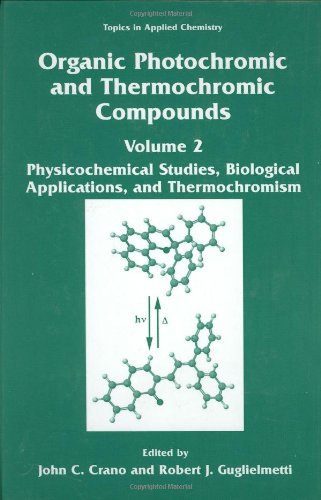 Topics in Applied Chemistry
Organic Photochromic
and Thermochromic
Compounds
Volume 2
Physicochemical Studies, Biological
Applications, and Thermochromism
hν
Δ
Edited by
John C. Crano and Robert J. Guglielmetti